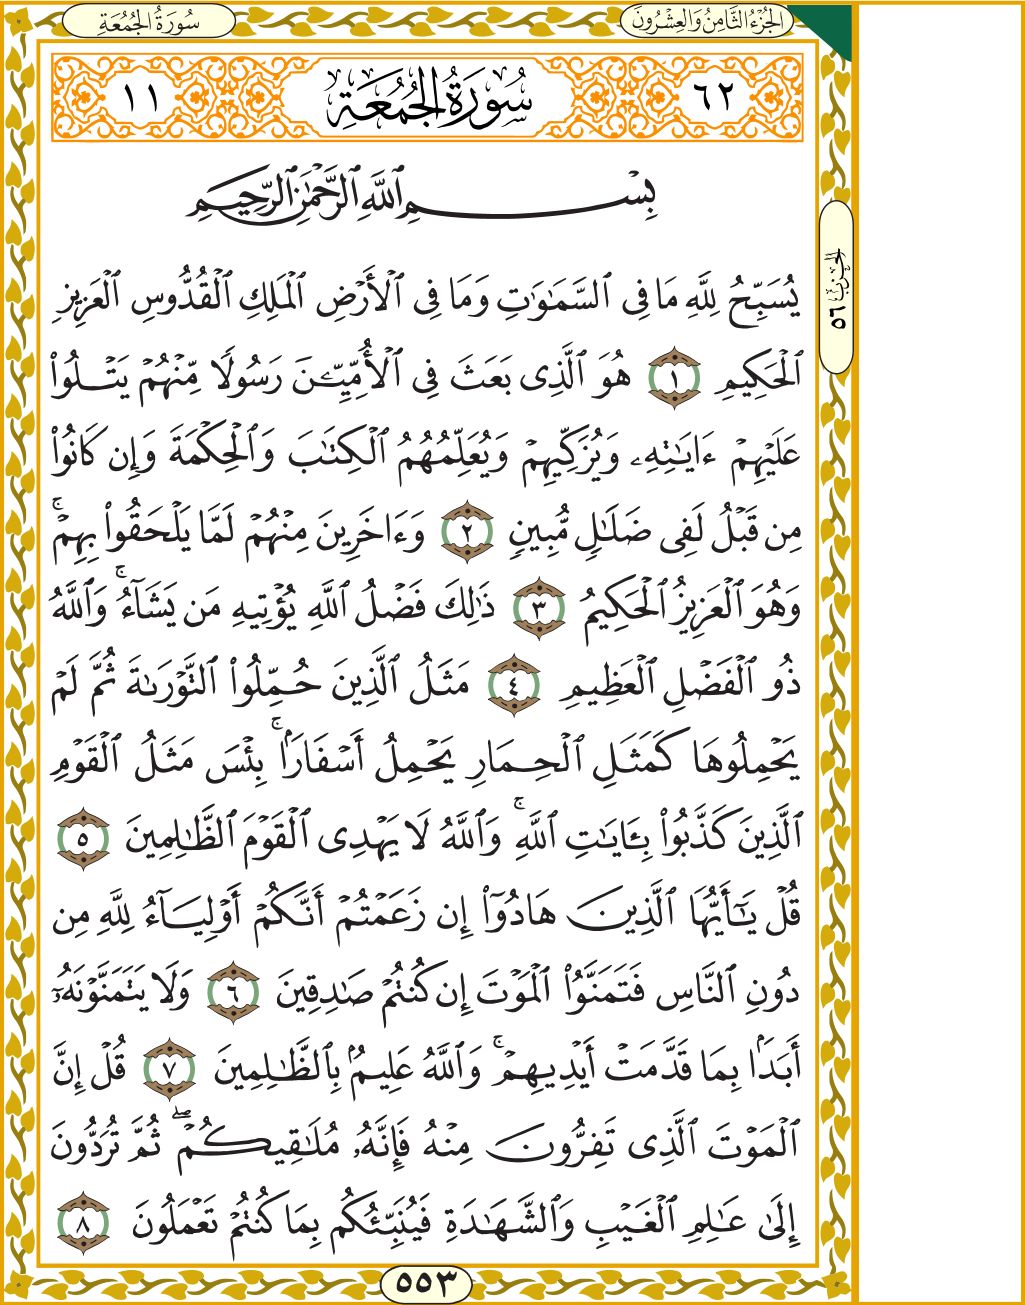 سُورَةُ الجُمُعَةِ
الجُزْءُ الثَّامِنُ وَالعِشْرُونَ
٦٢
سُورَةُ الجُمُعَةِ
١١
الحِزْبُ ٥٦
بِسْمِ ٱللَّهِ ٱلرَّحْمَٰنِ ٱلرَّحِيمِ
يُسَبِّحُ لِلَّهِ مَا فِى ٱلسَّمَٰوَٰتِ وَمَا فِى ٱلْأَرْضِ ٱلْمَلِكِ ٱلْقُدُّوسِ ٱلْعَزِيزِ
ٱلْحَكِيمِ ١ هُوَ ٱلَّذِى بَعَثَ فِى ٱلْأُمِّيِّـۧنَ رَسُولًا مِّنْهُمْ يَتْلُوا۟
عَلَيْهِمْ ءَايَٰتِهِۦ وَيُزَكِّيهِمْ وَيُعَلِّمُهُمُ ٱلْكِتَٰبَ وَٱلْحِكْمَةَ وَإِن كَانُوا۟
مِن قَبْلُ لَفِى ضَلَٰلٍ مُّبِينٍ ٢ وَءَاخَرِينَ مِنْهُمْ لَمَّا يَلْحَقُوا۟ بِهِمْ ۚ
وَهُوَ ٱلْعَزِيزُ ٱلْحَكِيمُ ٣ ذَٰلِكَ فَضْلُ ٱللَّهِ يُؤْتِيهِ مَن يَشَآءُ ۚ وَٱللَّهُ
ذُو ٱلْفَضْلِ ٱلْعَظِيمِ ٤ مَثَلُ ٱلَّذِينَ حُمِّلُوا۟ ٱلتَّوْرَىٰةَ ثُمَّ لَمْ
يَحْمِلُوهَا كَمَثَلِ ٱلْحِمَارِ يَحْمِلُ أَسْفَارًۢا ۚ بِئْسَ مَثَلُ ٱلْقَوْمِ
ٱلَّذِينَ كَذَّبُوا۟ بِـَٔايَٰتِ ٱللَّهِ ۚ وَٱللَّهُ لَا يَهْدِى ٱلْقَوْمَ ٱلظَّٰلِمِينَ ٥
قُلْ يَٰٓأَيُّهَا ٱلَّذِينَ هَادُوٓا۟ إِن زَعَمْتُمْ أَنَّكُمْ أَوْلِيَآءُ لِلَّهِ مِن
دُونِ ٱلنَّاسِ فَتَمَنَّوُا۟ ٱلْمَوْتَ إِن كُنتُمْ صَٰدِقِينَ ٦ وَلَا يَتَمَنَّوْنَهُۥٓ
أَبَدًۢا بِمَا قَدَّمَتْ أَيْدِيهِمْ ۚ وَٱللَّهُ عَلِيمٌۢ بِٱلظَّٰلِمِينَ ٧ قُلْ إِنَّ
ٱلْمَوْتَ ٱلَّذِى تَفِرُّونَ مِنْهُ فَإِنَّهُۥ مُلَٰقِيكُمْ ۖ ثُمَّ تُرَدُّونَ
إِلَىٰ عَٰلِمِ ٱلْغَيْبِ وَٱلشَّهَٰدَةِ فَيُنَبِّئُكُم بِمَا كُنتُمْ تَعْمَلُونَ ٨
٥٥٣